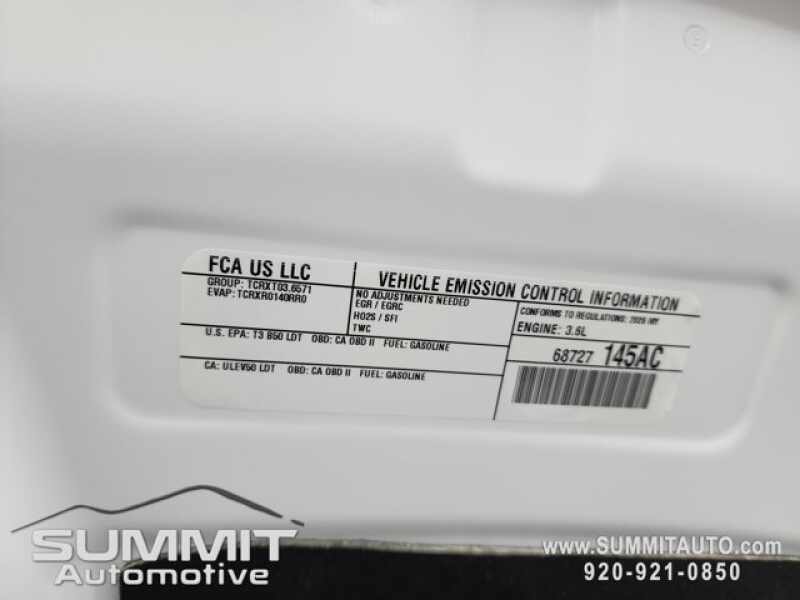 FCA US LLC
GROUP: TCRXT03.6571
EVAP: TCRXR0140RR0
VEHICLE EMISSION CONTROL INFORMATION
NO ADJUSTMENTS NEEDED
EGR / EGRC
HO2S / SFI
TWC
CONFORMS TO REGULATIONS: 2026 MY
ENGINE: 3.6L
U.S. EPA: T3 B50 LDT OBD: CA OBD II FUEL: GASOLINE
CA: ULEV50 LDT OBD: CA OBD II FUEL: GASOLINE
68727 145AC
SUMMIT
Automotive
www.SUMMITAUTO.com
920-921-0850